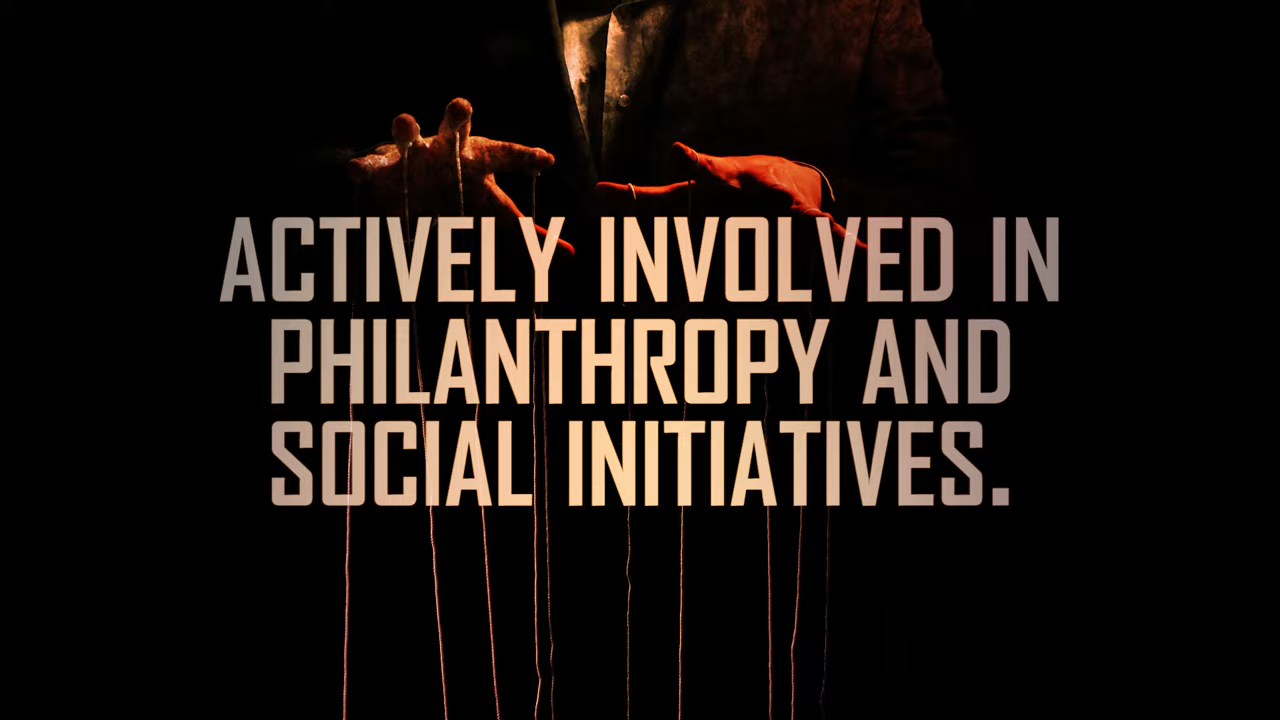 ACTIVELY INVOLVED IN
PHILANTHROPY AND
SOCIAL INITIATIVES.